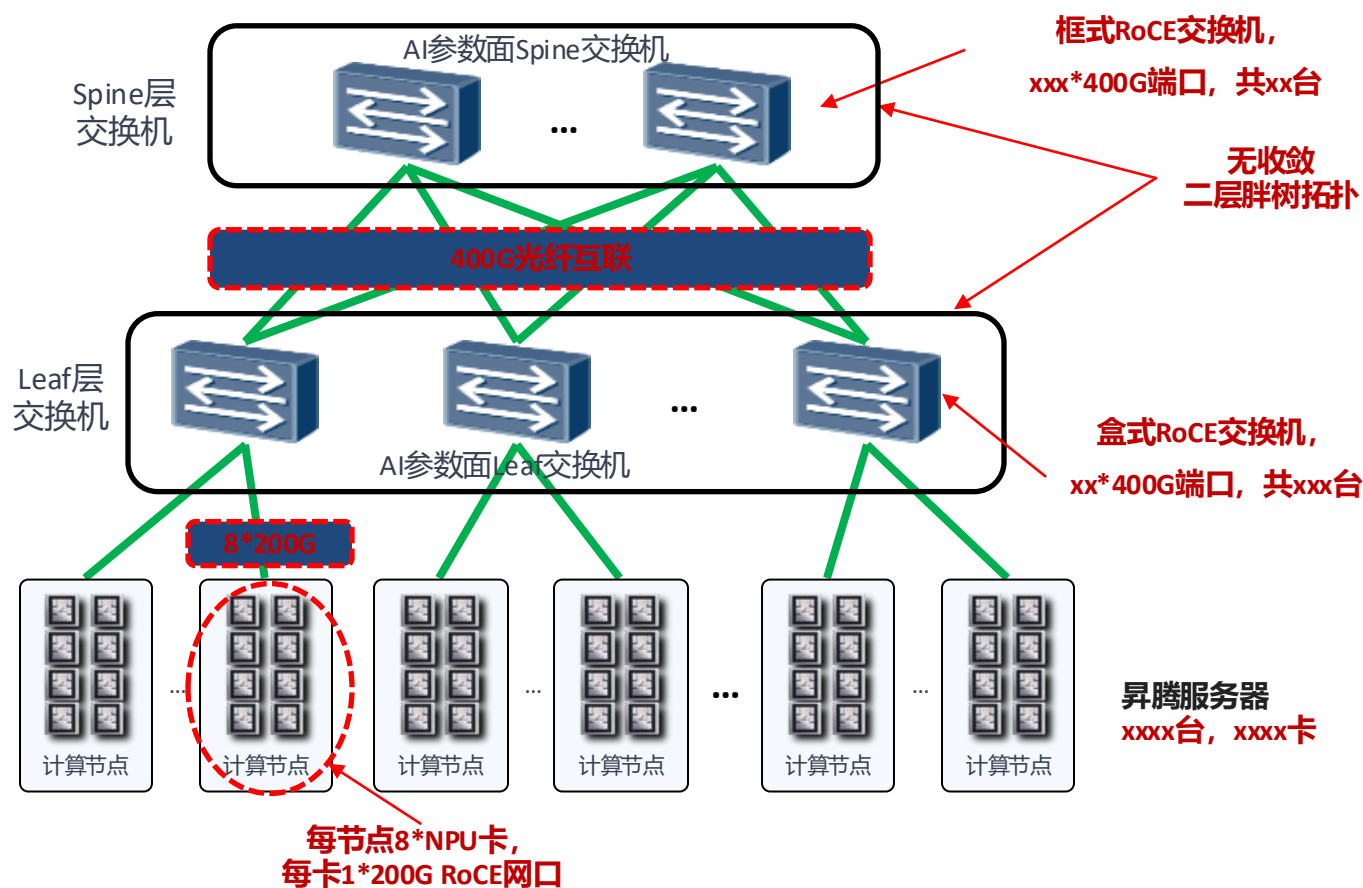 AI参数面Spine交换机
Spine层
交换机
...
框式RoCE交换机，
xxx*400G端口，共xx台
无收敛
二层胖树拓扑
400G光纤互联
Leaf层
交换机
...
AI参数面Leaf交换机
盒式RoCE交换机，
xx*400G端口，共xxx台
8*200G
...
...
...
...
计算节点
计算节点
计算节点
计算节点
计算节点
计算节点
昇腾服务器
xxxx台，xxxx卡
每节点8*NPU卡，
每卡1*200G RoCE网口